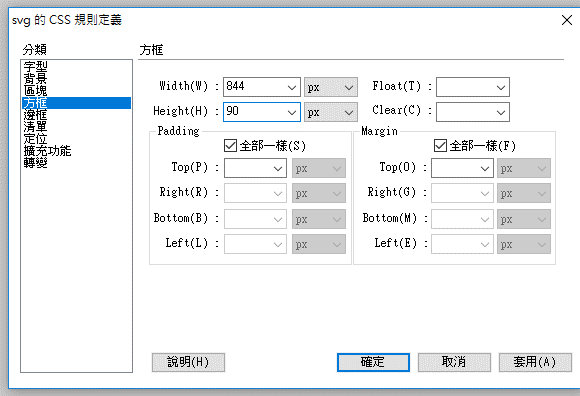 svg 的 CSS 規則定義
分類
字型
背景
區塊
方框
邊框
清單
定位
擴充功能
轉變
方框
Width(W) : 844 px Float(T) :
Height(H) : 90 px Clear(C) :
Padding Margin
全部一樣(S) 全部一樣(F)
Top(P) : px Top(O) : px
Right(R) : px Right(G) : px
Bottom(B) : px Bottom(M) : px
Left(L) : px Left(E) : px
說明(H) 確定 取消 套用(A)